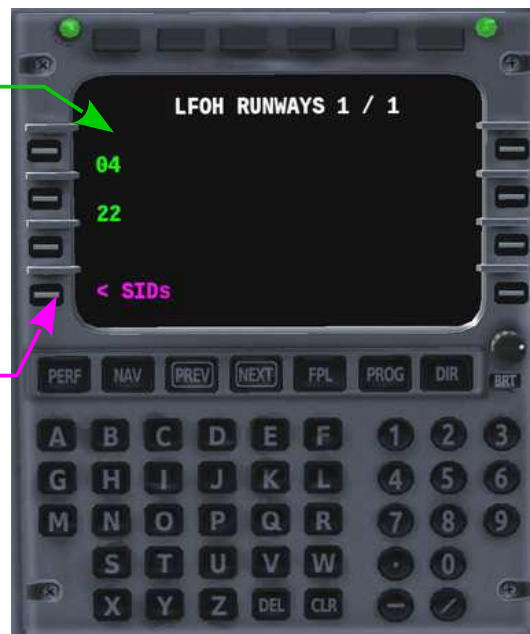 LFOH RUNWAYS 1 / 1
04
22
< SIDs
PERF NAV PREV NEXT FPL PROG DIR BRT
A B C D E F 1 2 3
G H I J K L 4 5 6
M N O P Q R 7 8 9
S T U V W · 0
X Y Z DEL CLR - /